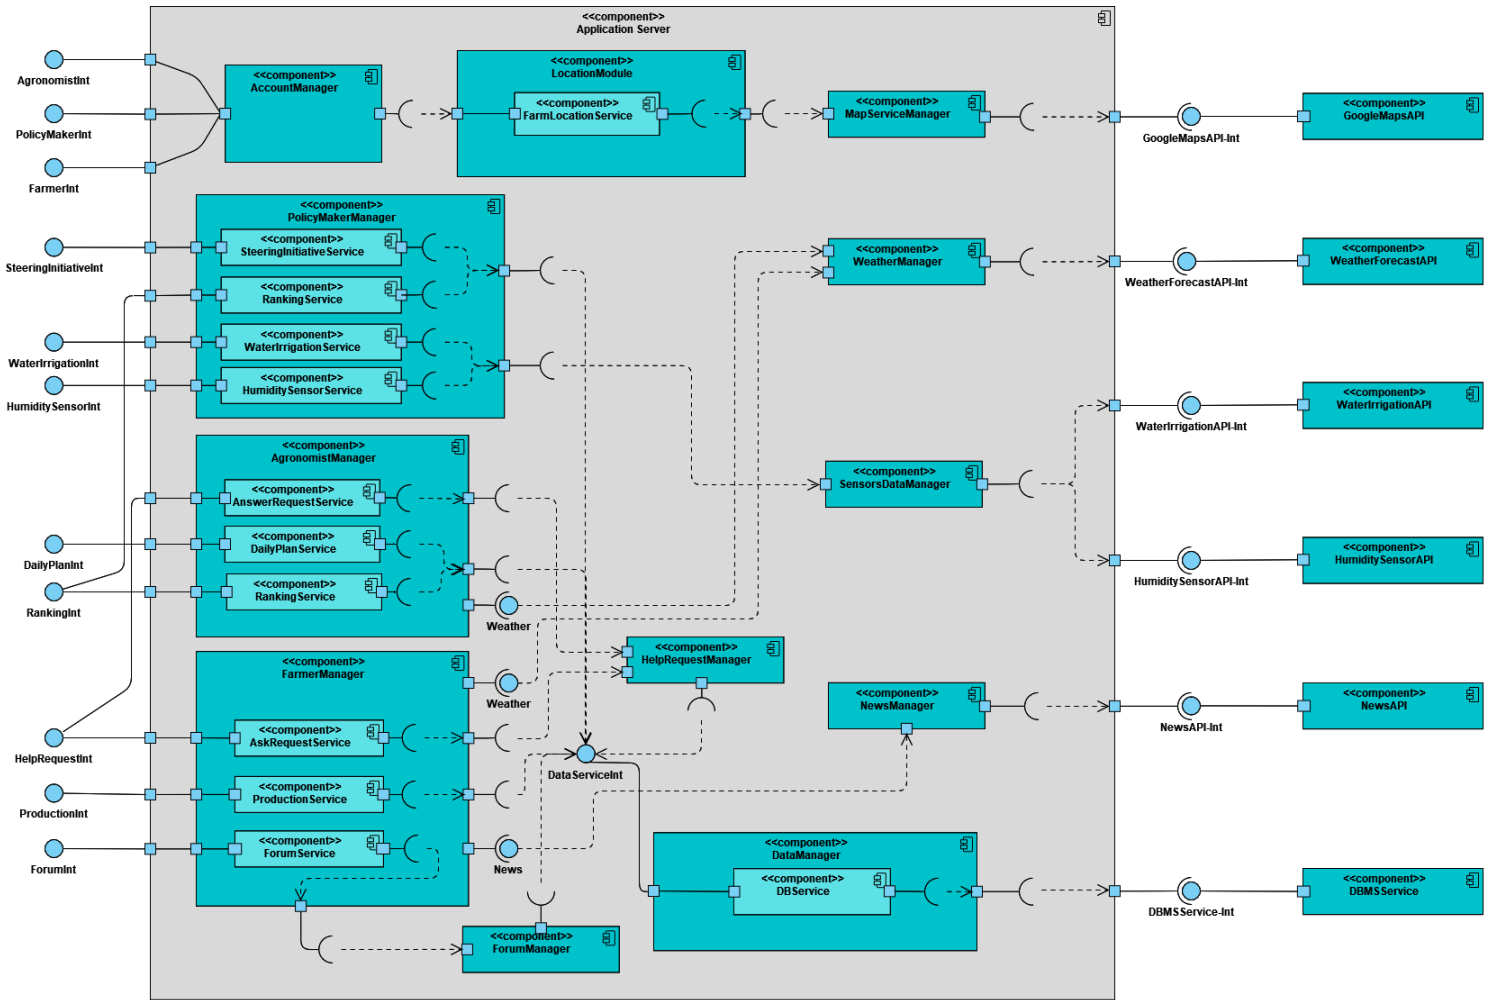 <<component>>
Application Server
AgronomistInt
PolicyMakerInt
FarmerInt
<<component>>
AccountManager
<<component>>
LocationModule
<<component>>
FarmLocationService
<<component>>
MapServiceManager
GoogleMapsAPI-Int
<<component>>
GoogleMapsAPI
SteeringInitiativeInt
<<component>>
PolicyMakerManager
<<component>>
SteeringInitiativeService
<<component>>
RankingService
<<component>>
WaterIrrigationService
<<component>>
HumiditySensorService
<<component>>
WeatherManager
WeatherForecastAPI-Int
<<component>>
WeatherForecastAPI
WaterIrrigationInt
HumiditySensorInt
WaterIrrigationAPI-Int
<<component>>
WaterIrrigationAPI
<<component>>
AgronomistManager
<<component>>
AnswerRequestService
<<component>>
DailyPlanService
<<component>>
RankingService
<<component>>
SensorsDataManager
DailyPlanInt
RankingInt
Weather
HumiditySensorAPI-Int
<<component>>
HumiditySensorAPI
<<component>>
FarmerManager
<<component>>
HelpRequestManager
Weather
<<component>>
AskRequestService
<<component>>
NewsManager
NewsAPI-Int
<<component>>
NewsAPI
HelpRequestInt
DataServiceInt
<<component>>
ProductionService
ProductionInt
<<component>>
ForumService
ForumInt
News
<<component>>
DataManager
<<component>>
DBService
DBMSService-Int
<<component>>
DBMSService
<<component>>
ForumManager